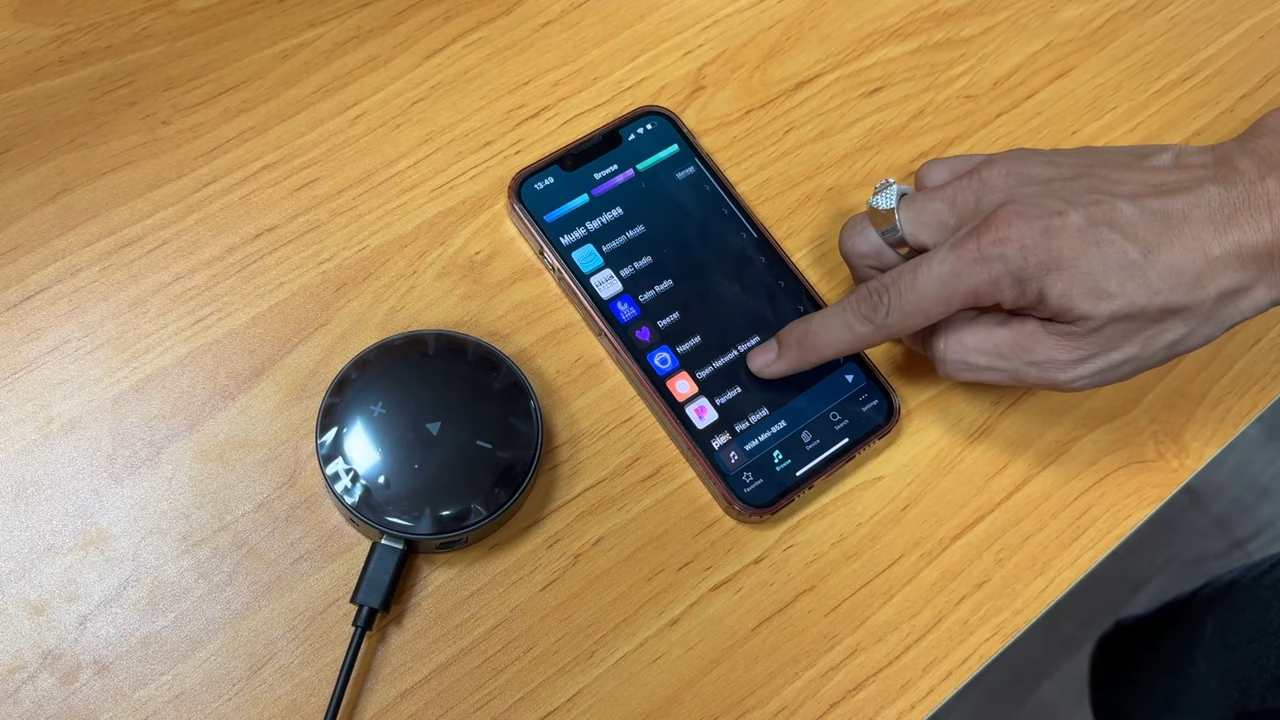 13:49
Browse
Manage
Music Services
Amazon Music
BBC Radio
Calm Radio
Deezer
Napster
Open Network Stream
Pandora
plex Plex (Beta)
WiiM Mini-B52E
Favorites
Browse
Device
Search
Settings